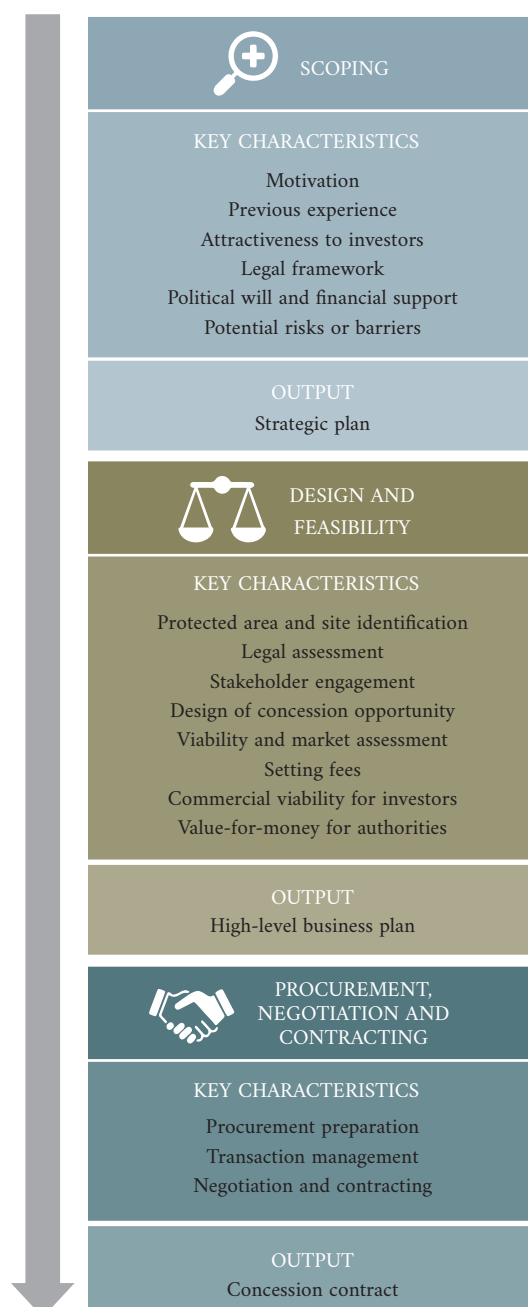 SCOPING
KEY CHARACTERISTICS
Motivation
Previous experience
Attractiveness to investors
Legal framework
Political will and financial support
Potential risks or barriers
OUTPUT
Strategic plan
DESIGN AND
FEASIBILITY
KEY CHARACTERISTICS
Protected area and site identification
Legal assessment
Stakeholder engagement
Design of concession opportunity
Viability and market assessment
Setting fees
Commercial viability for investors
Value-for-money for authorities
OUTPUT
High-level business plan
PROCUREMENT,
NEGOTIATION AND
CONTRACTING
KEY CHARACTERISTICS
Procurement preparation
Transaction management
Negotiation and contracting
OUTPUT
Concession contract